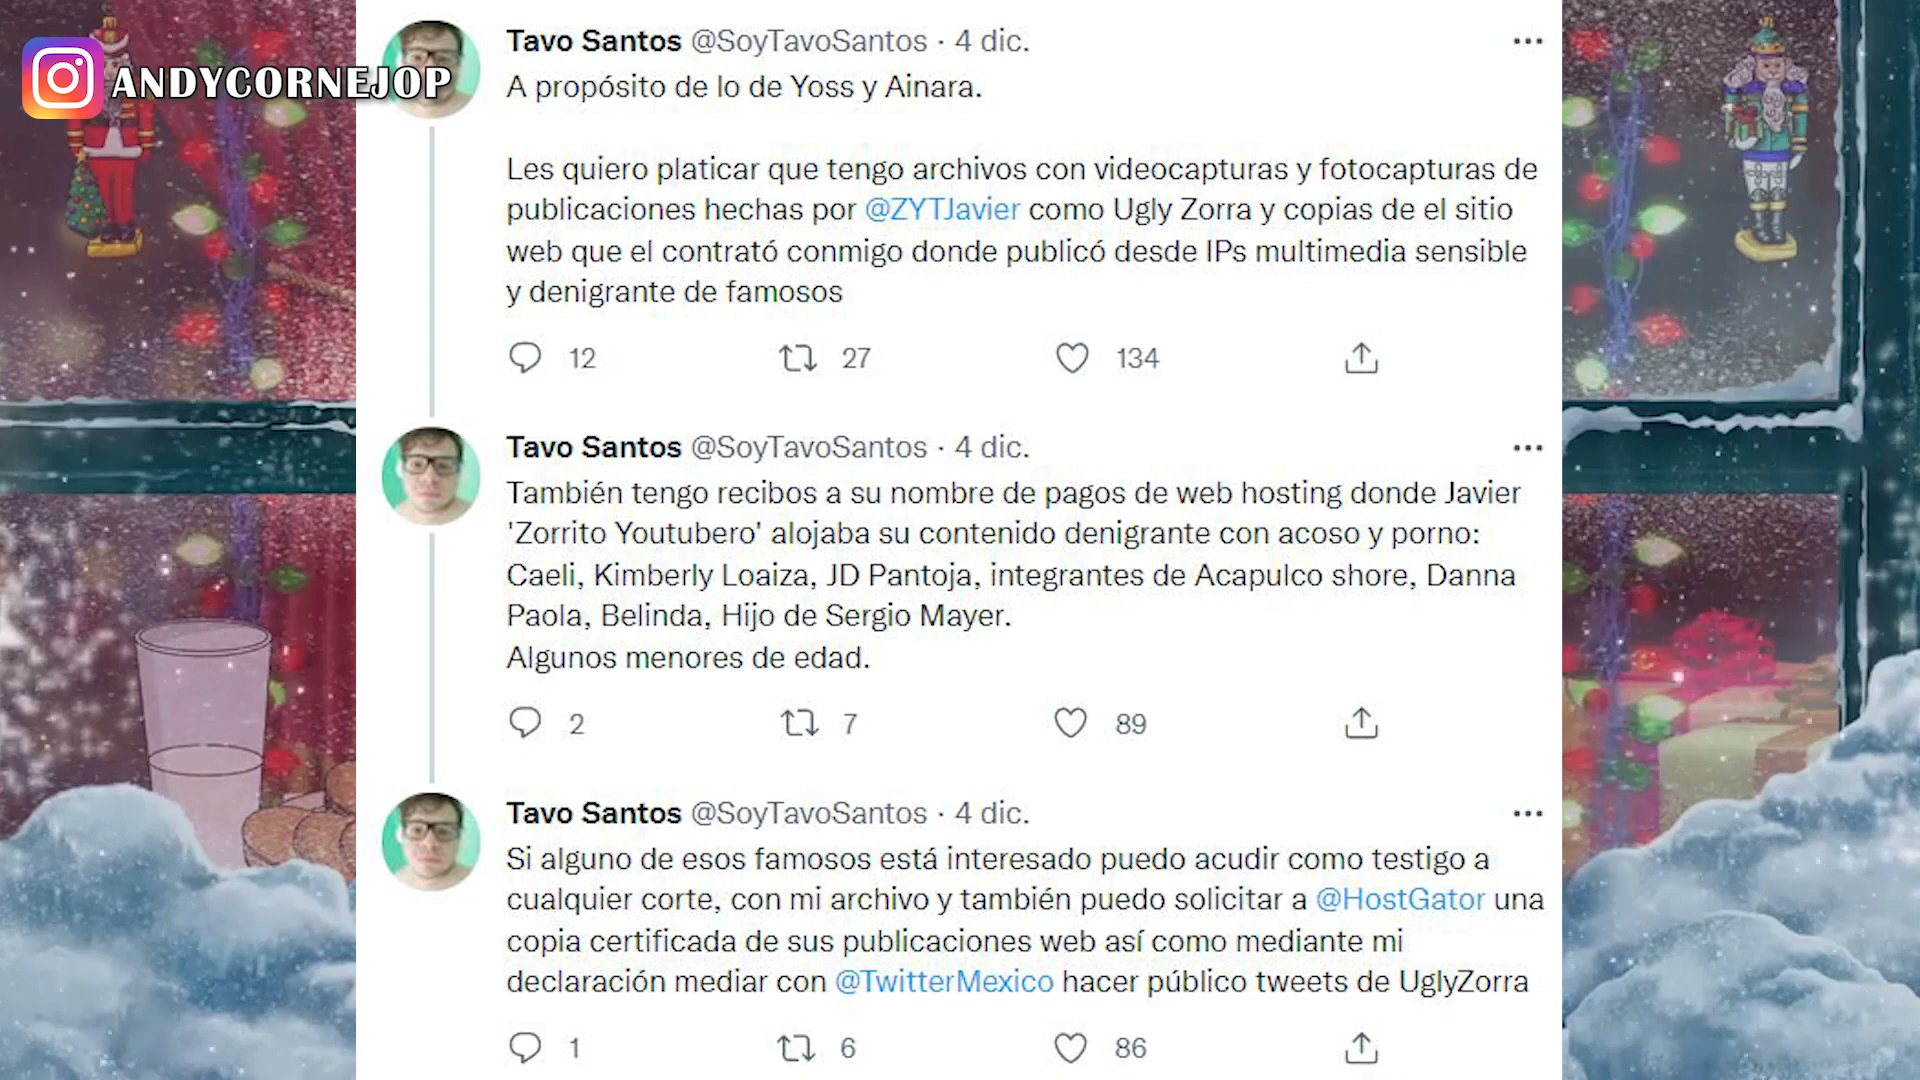 ANDYCORNEJOP
Tavo Santos @SoyTavoSantos · 4 dic.
A propósito de lo de Yoss y Ainara.
Les quiero platicar que tengo archivos con videocapturas y fotocapturas de
publicaciones hechas por @ZYTJavier como Ugly Zorra y copias de el sitio
web que el contrató conmigo donde publicó desde IPs multimedia sensible
y denigrante de famosos
12 27 134
Tavo Santos @SoyTavoSantos · 4 dic.
También tengo recibos a su nombre de pagos de web hosting donde Javier
'Zorrito Youtubero' alojaba su contenido denigrante con acoso y porno:
Caeli, Kimberly Loaiza, JD Pantoja, integrantes de Acapulco shore, Danna
Paola, Belinda, Hijo de Sergio Mayer.
Algunos menores de edad.
2 7 89
Tavo Santos @SoyTavoSantos · 4 dic.
Si alguno de esos famosos está interesado puedo acudir como testigo a
cualquier corte, con mi archivo y también puedo solicitar a @HostGator una
copia certificada de sus publicaciones web así como mediante mi
declaración mediar con @TwitterMexico hacer público tweets de UglyZorra
1 6 86